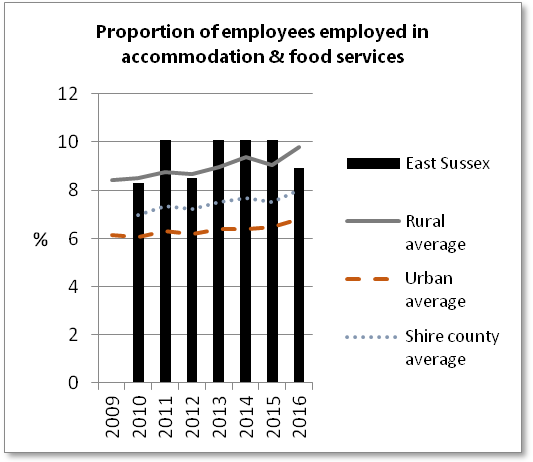 Proportion of employees employed in
accommodation & food services
12
10
8
6
4
2
0
%
2009
2010
2011
2012
2013
2014
2015
2016
East Sussex
Rural
average
Urban
average
Shire county
average